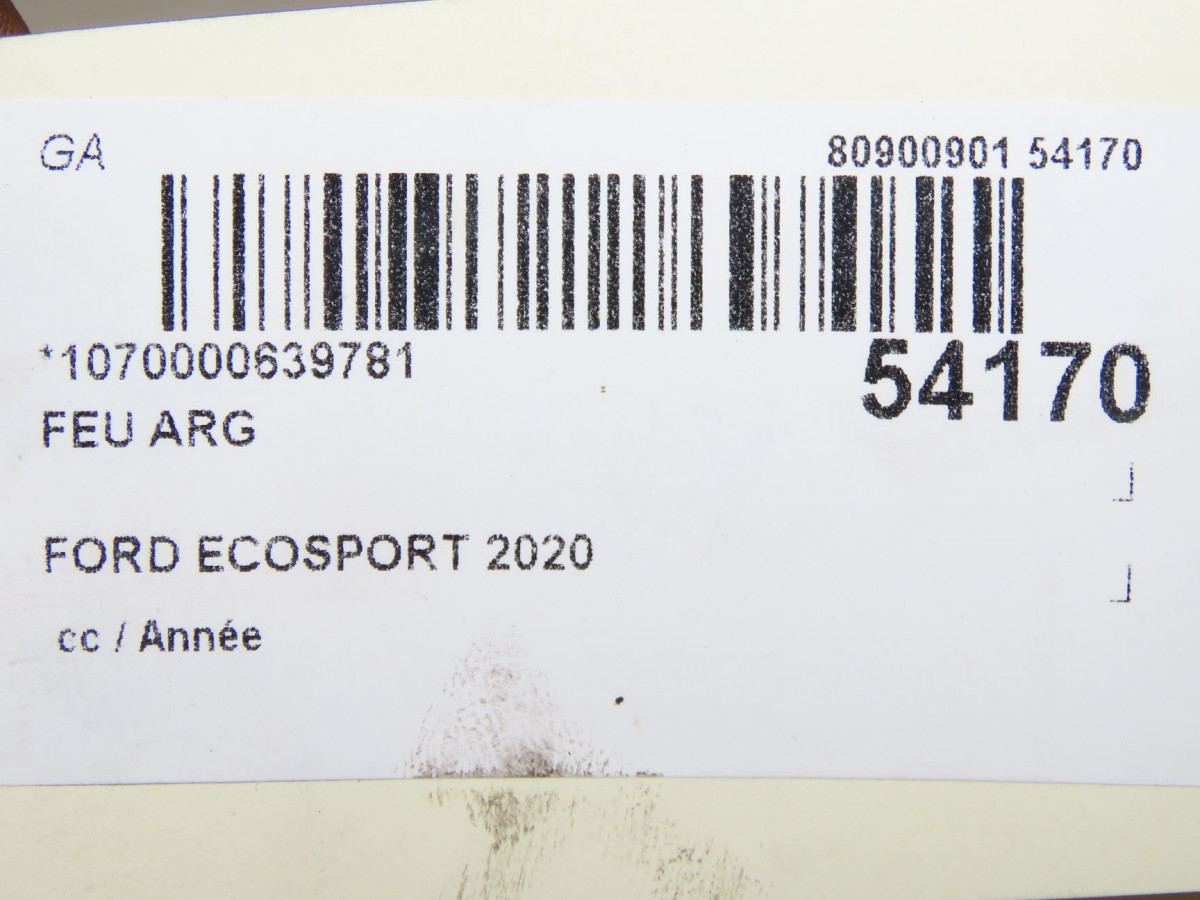 GA
80900901 54170
*1070000639781
54170
FEU ARG
FORD ECOSPORT 2020
cc / Année